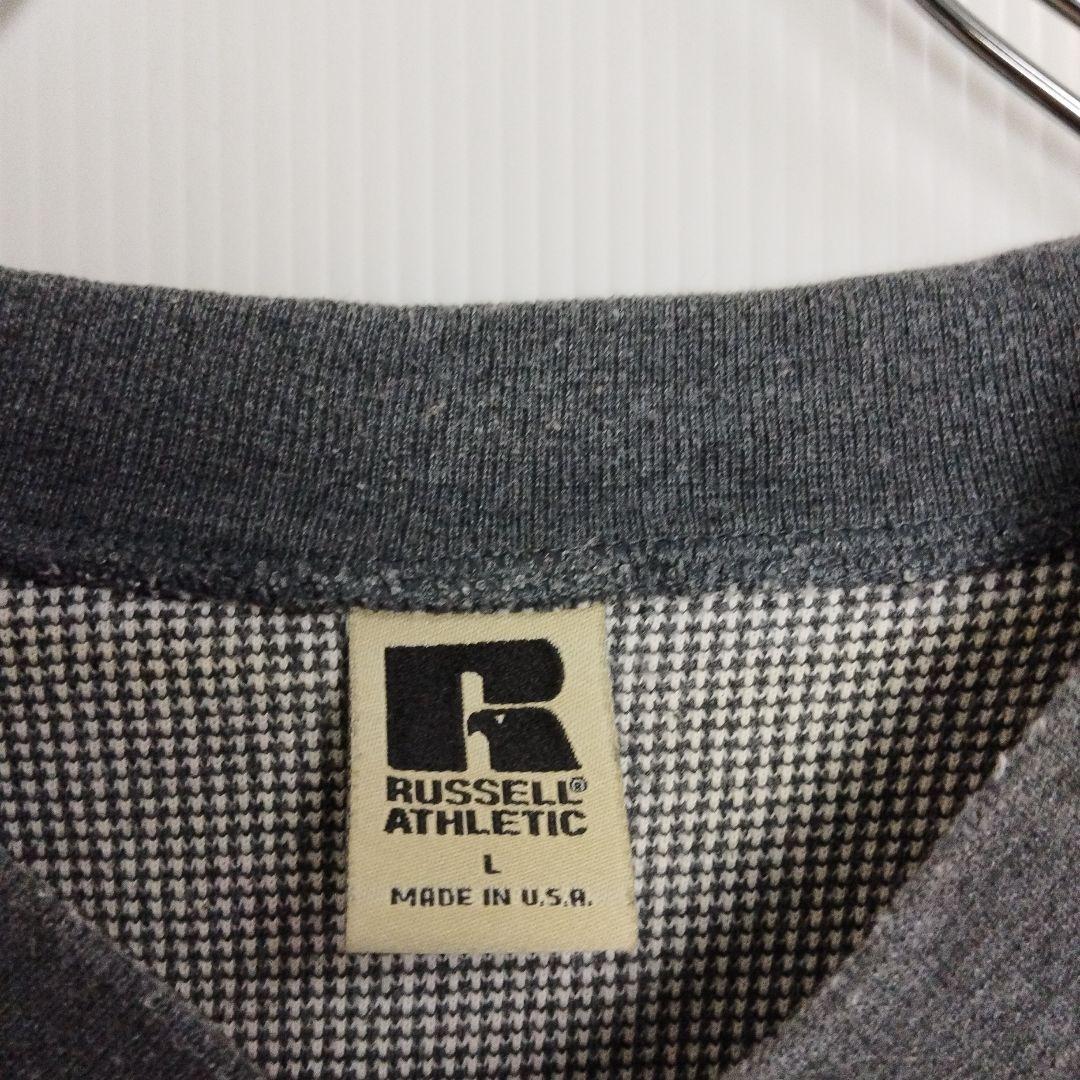 R
RUSSELL®
ATHLETIC
L
MADE IN U.S.A.